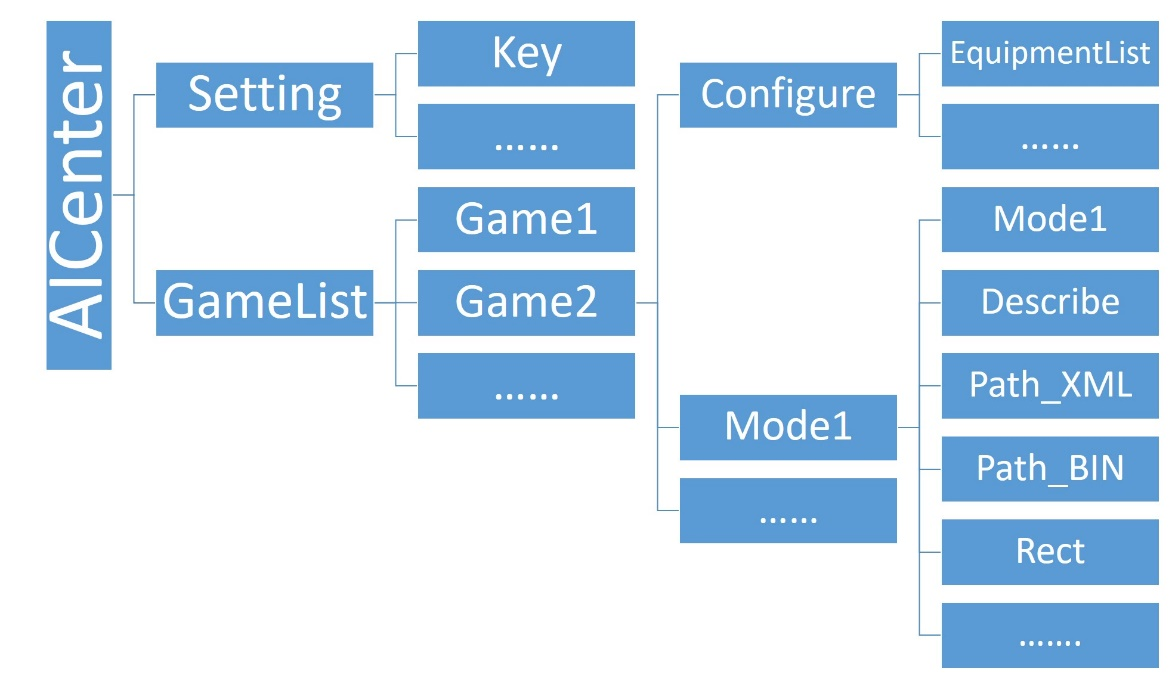 AICenter
Setting
Key
……
GameList
Game1
Game2
……
Configure
EquipmentList
……
Mode1
Mode1
Describe
Path_XML
Path_BIN
Rect
…….
……